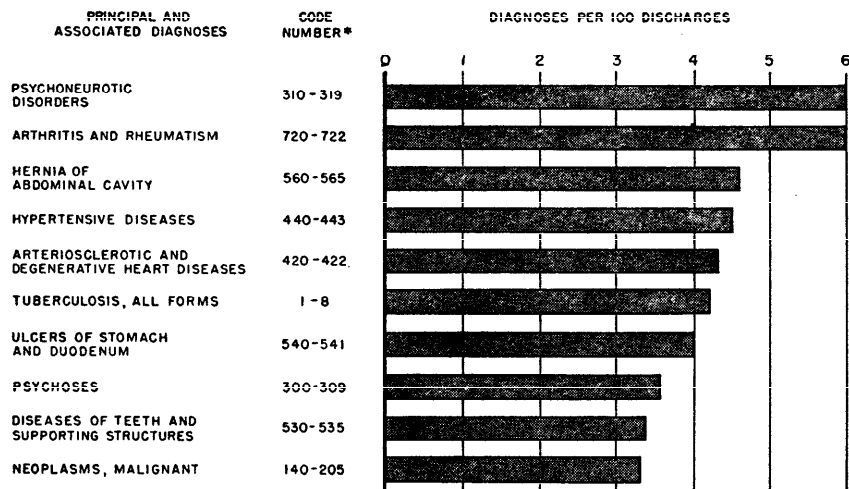 PRINCIPAL AND ASSOCIATED DIAGNOSES
CODE NUMBER*
DIAGNOSES PER 100 DISCHARGES
0 1 2 3 4 5 6
PSYCHONEUROTIC
DISORDERS 310-319
ARTHRITIS AND RHEUMATISM 720-722
HERNIA OF
ABDOMINAL CAVITY 560-565
HYPERTENSIVE DISEASES 440-443
ARTERIOSCLEROTIC AND
DEGENERATIVE HEART DISEASES 420-422
TUBERCULOSIS, ALL FORMS 1-8
ULCERS OF STOMACH
AND DUODENUM 540-541
PSYCHOSES 300-309
DISEASES OF TEETH AND
SUPPORTING STRUCTURES 530-535
NEOPLASMS, MALIGNANT 140-205